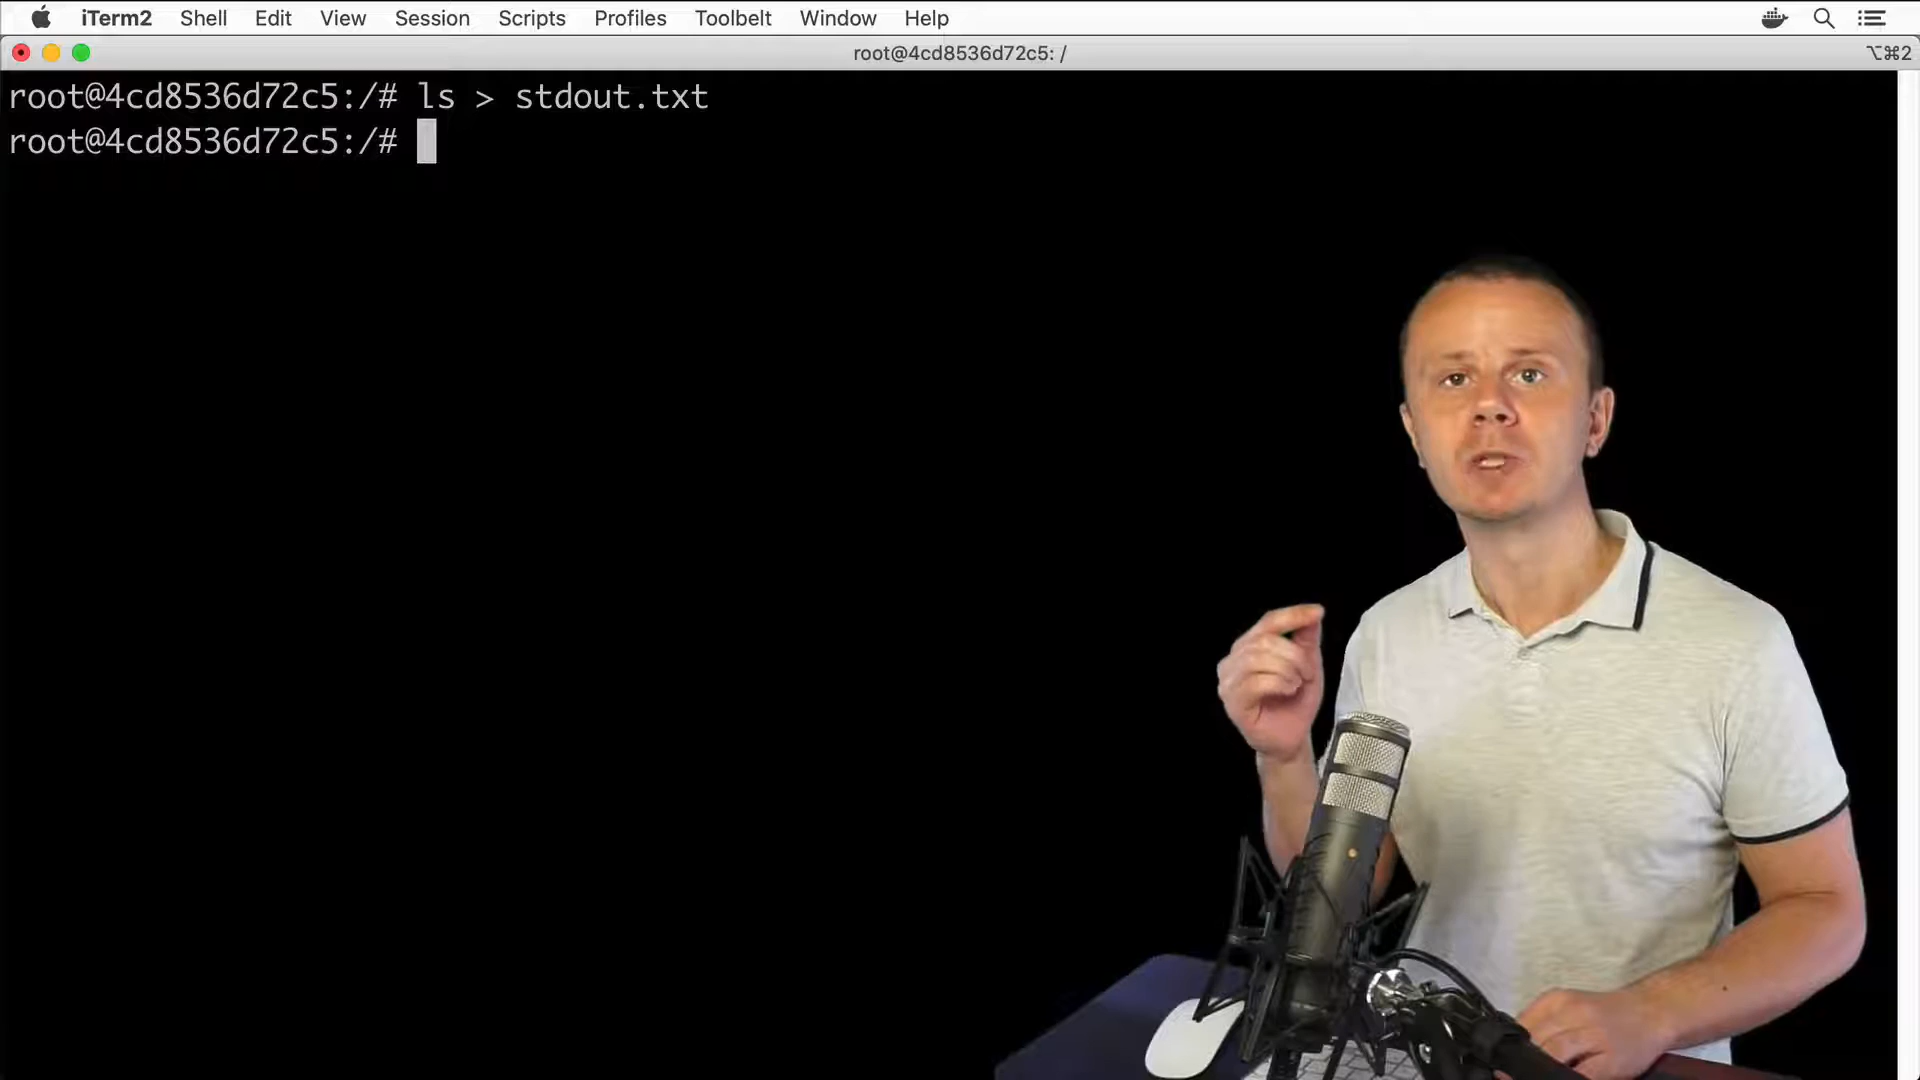 iTerm2 Shell Edit View Session Scripts Profiles Toolbelt Window Help
root@4cd8536d72c5: /
⌥⌘2
root@4cd8536d72c5:/# ls > stdout.txt
root@4cd8536d72c5:/#